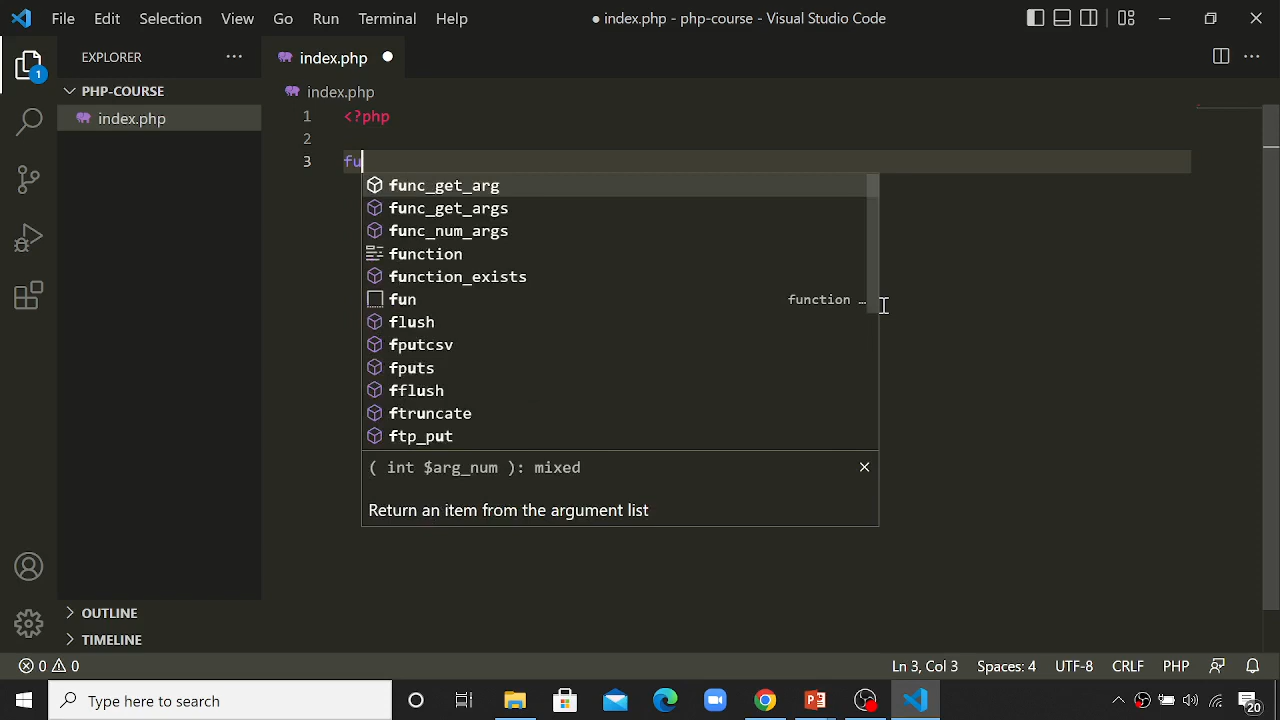 File Edit Selection View Go Run Terminal Help ● index.php - php-course - Visual Studio Code
EXPLORER ··· index.php
1
PHP-COURSE
index.php
index.php
1 <?php
2
3 fu
func_get_arg
func_get_args
func_num_args
function
function_exists
fun function …
flush
fputcsv
fputs
fflush
ftruncate
ftp_put
( int $arg_num ): mixed
Return an item from the argument list
OUTLINE
TIMELINE
0 0 Ln 3, Col 3 Spaces: 4 UTF-8 CRLF PHP
Type here to search 20